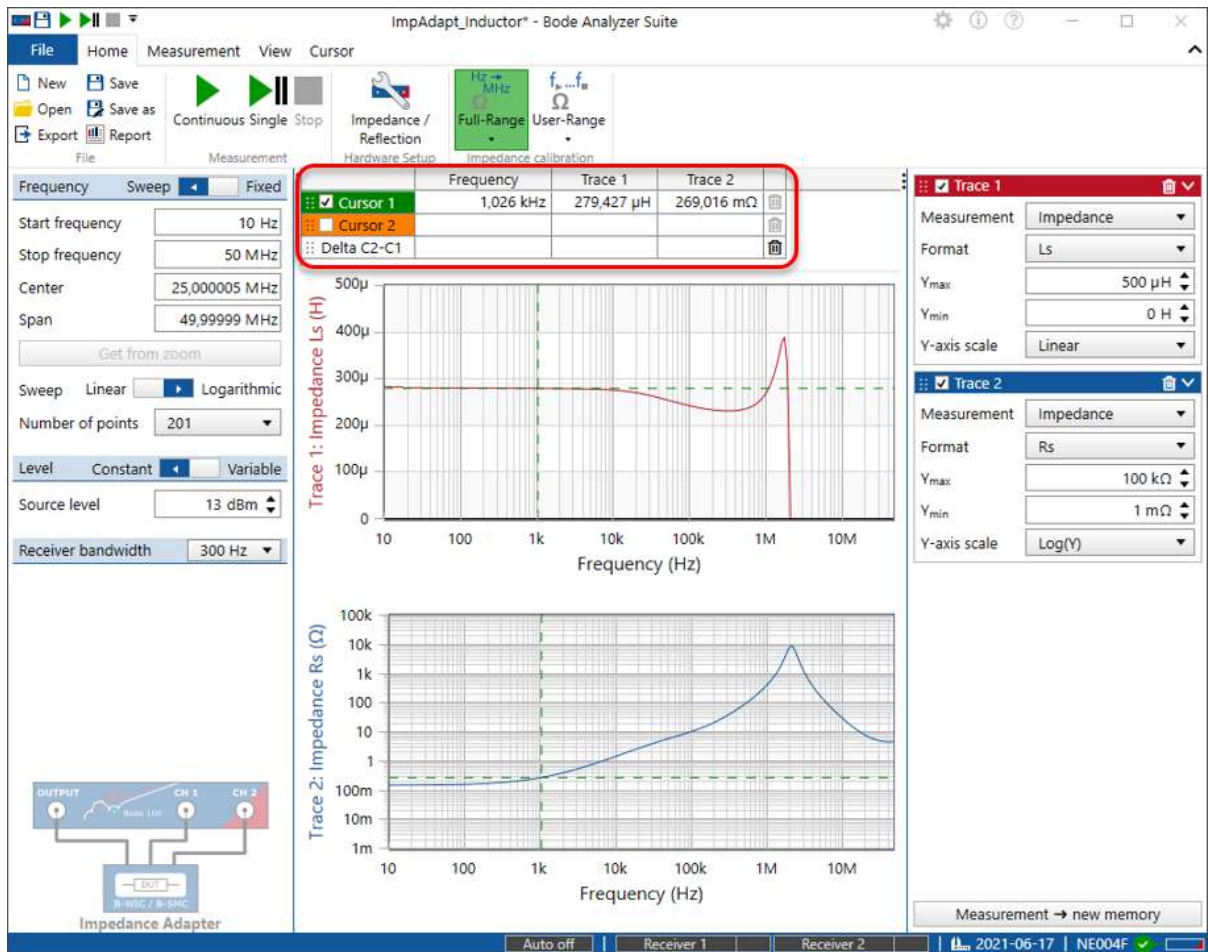 ImpAdapt_Inductor* - Bode Analyzer Suite
File Home Measurement View Cursor
New Save
Open Save as
Export Report
File
Continuous Single Stop
Measurement
Impedance / Reflection
Hardware Setup
Hz → MHz Ω
Full-Range
User-Range
Impedance calibration
Frequency Sweep Fixed
Start frequency 10 Hz
Stop frequency 50 MHz
Center 25,000005 MHz
Span 49,99999 MHz
Get from zoom
Sweep Linear Logarithmic
Number of points 201
Level Constant Variable
Source level 13 dBm
Receiver bandwidth 300 Hz
OUTPUT CH 1 CH 2
Bode 100
DUT
B-WIC / B-SMC
Impedance Adapter
Frequency Trace 1 Trace 2
Cursor 1 1,026 kHz 279,427 µH 269,016 mΩ
Cursor 2
Delta C2-C1
Trace 1: Impedance Ls (H)
500µ
400µ
300µ
200µ
100µ
0
10 100 1k 10k 100k 1M 10M
Frequency (Hz)
Trace 2: Impedance Rs (Ω)
100k
10k
1k
100
10
1
100m
10m
1m
10 100 1k 10k 100k 1M 10M
Frequency (Hz)
Trace 1
Measurement Impedance
Format Ls
Ymax 500 µH
Ymin 0 H
Y-axis scale Linear
Trace 2
Measurement Impedance
Format Rs
Ymax 100 kΩ
Ymin 1 mΩ
Y-axis scale Log(Y)
Measurement → new memory
Auto off Receiver 1 Receiver 2 2021-06-17 NE004F